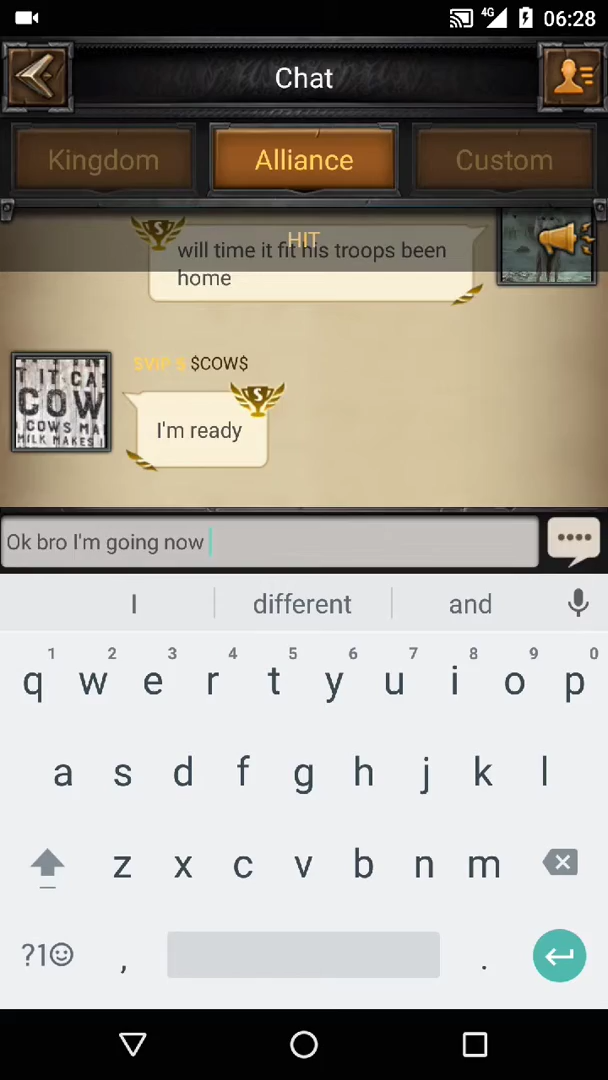 4G 06:28
Chat
Kingdom Alliance Custom
HIT
S
will time it fit his troops been
home
T IT CA
COW
COWS MA
MILK MAKES
$COW$
S
I'm ready
Ok bro I'm going now
I different and
1 2 3 4 5 6 7 8 9 0
q w e r t y u i o p
a s d f g h j k l
z x c v b n m
?1☺ , .